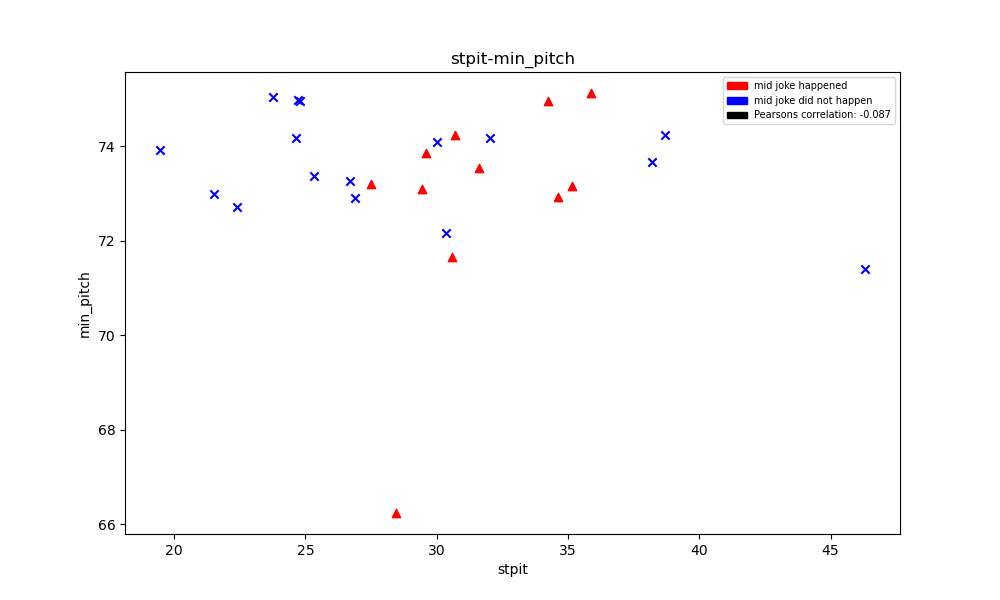 stpit-min_pitch
mid joke happened
mid joke did not happen
Pearsons correlation: -0.087
74
72
70
68
66
min_pitch
20 25 30 35 40 45
stpit